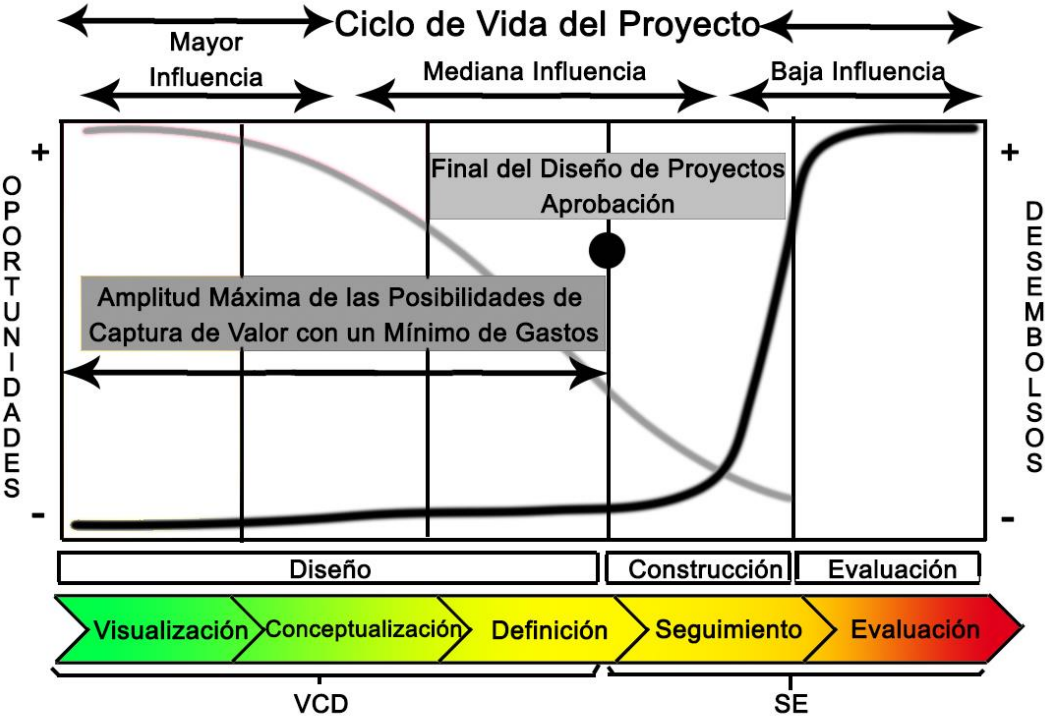 Ciclo de Vida del Proyecto
Mayor
Influencia
Mediana Influencia
Baja Influencia
+
+
OPORTUNIDADES
DESEMBOLSOS
Final del Diseño de Proyectos
Aprobación
Amplitud Máxima de las Posibilidades de
Captura de Valor con un Mínimo de Gastos
-
-
Diseño
Construcción
Evaluación
Visualización
Conceptualización
Definición
Seguimiento
Evaluación
VCD
SE